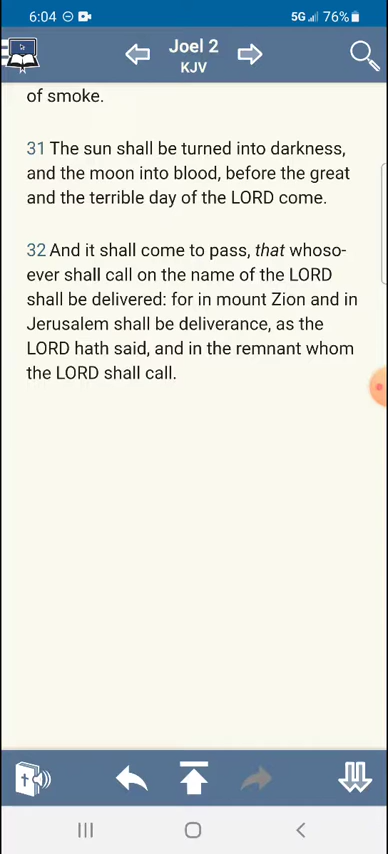 6:04
5G 76%
Joel 2
KJV
of smoke.
31 The sun shall be turned into darkness,
and the moon into blood, before the great
and the terrible day of the LORD come.
32 And it shall come to pass, that whoso-
ever shall call on the name of the LORD
shall be delivered: for in mount Zion and in
Jerusalem shall be deliverance, as the
LORD hath said, and in the remnant whom
the LORD shall call.